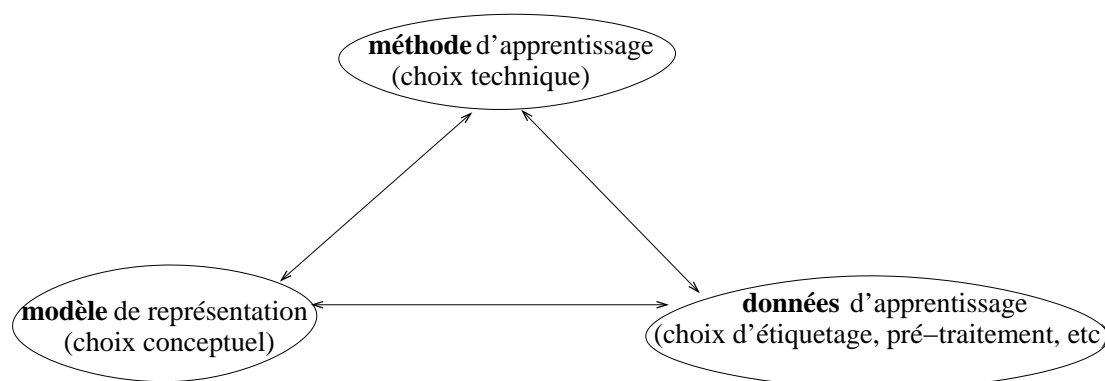 méthode d'apprentissage
(choix technique)
modèle de représentation
(choix conceptuel)
données d'apprentissage
(choix d'étiquetage, pré−traitement, etc)